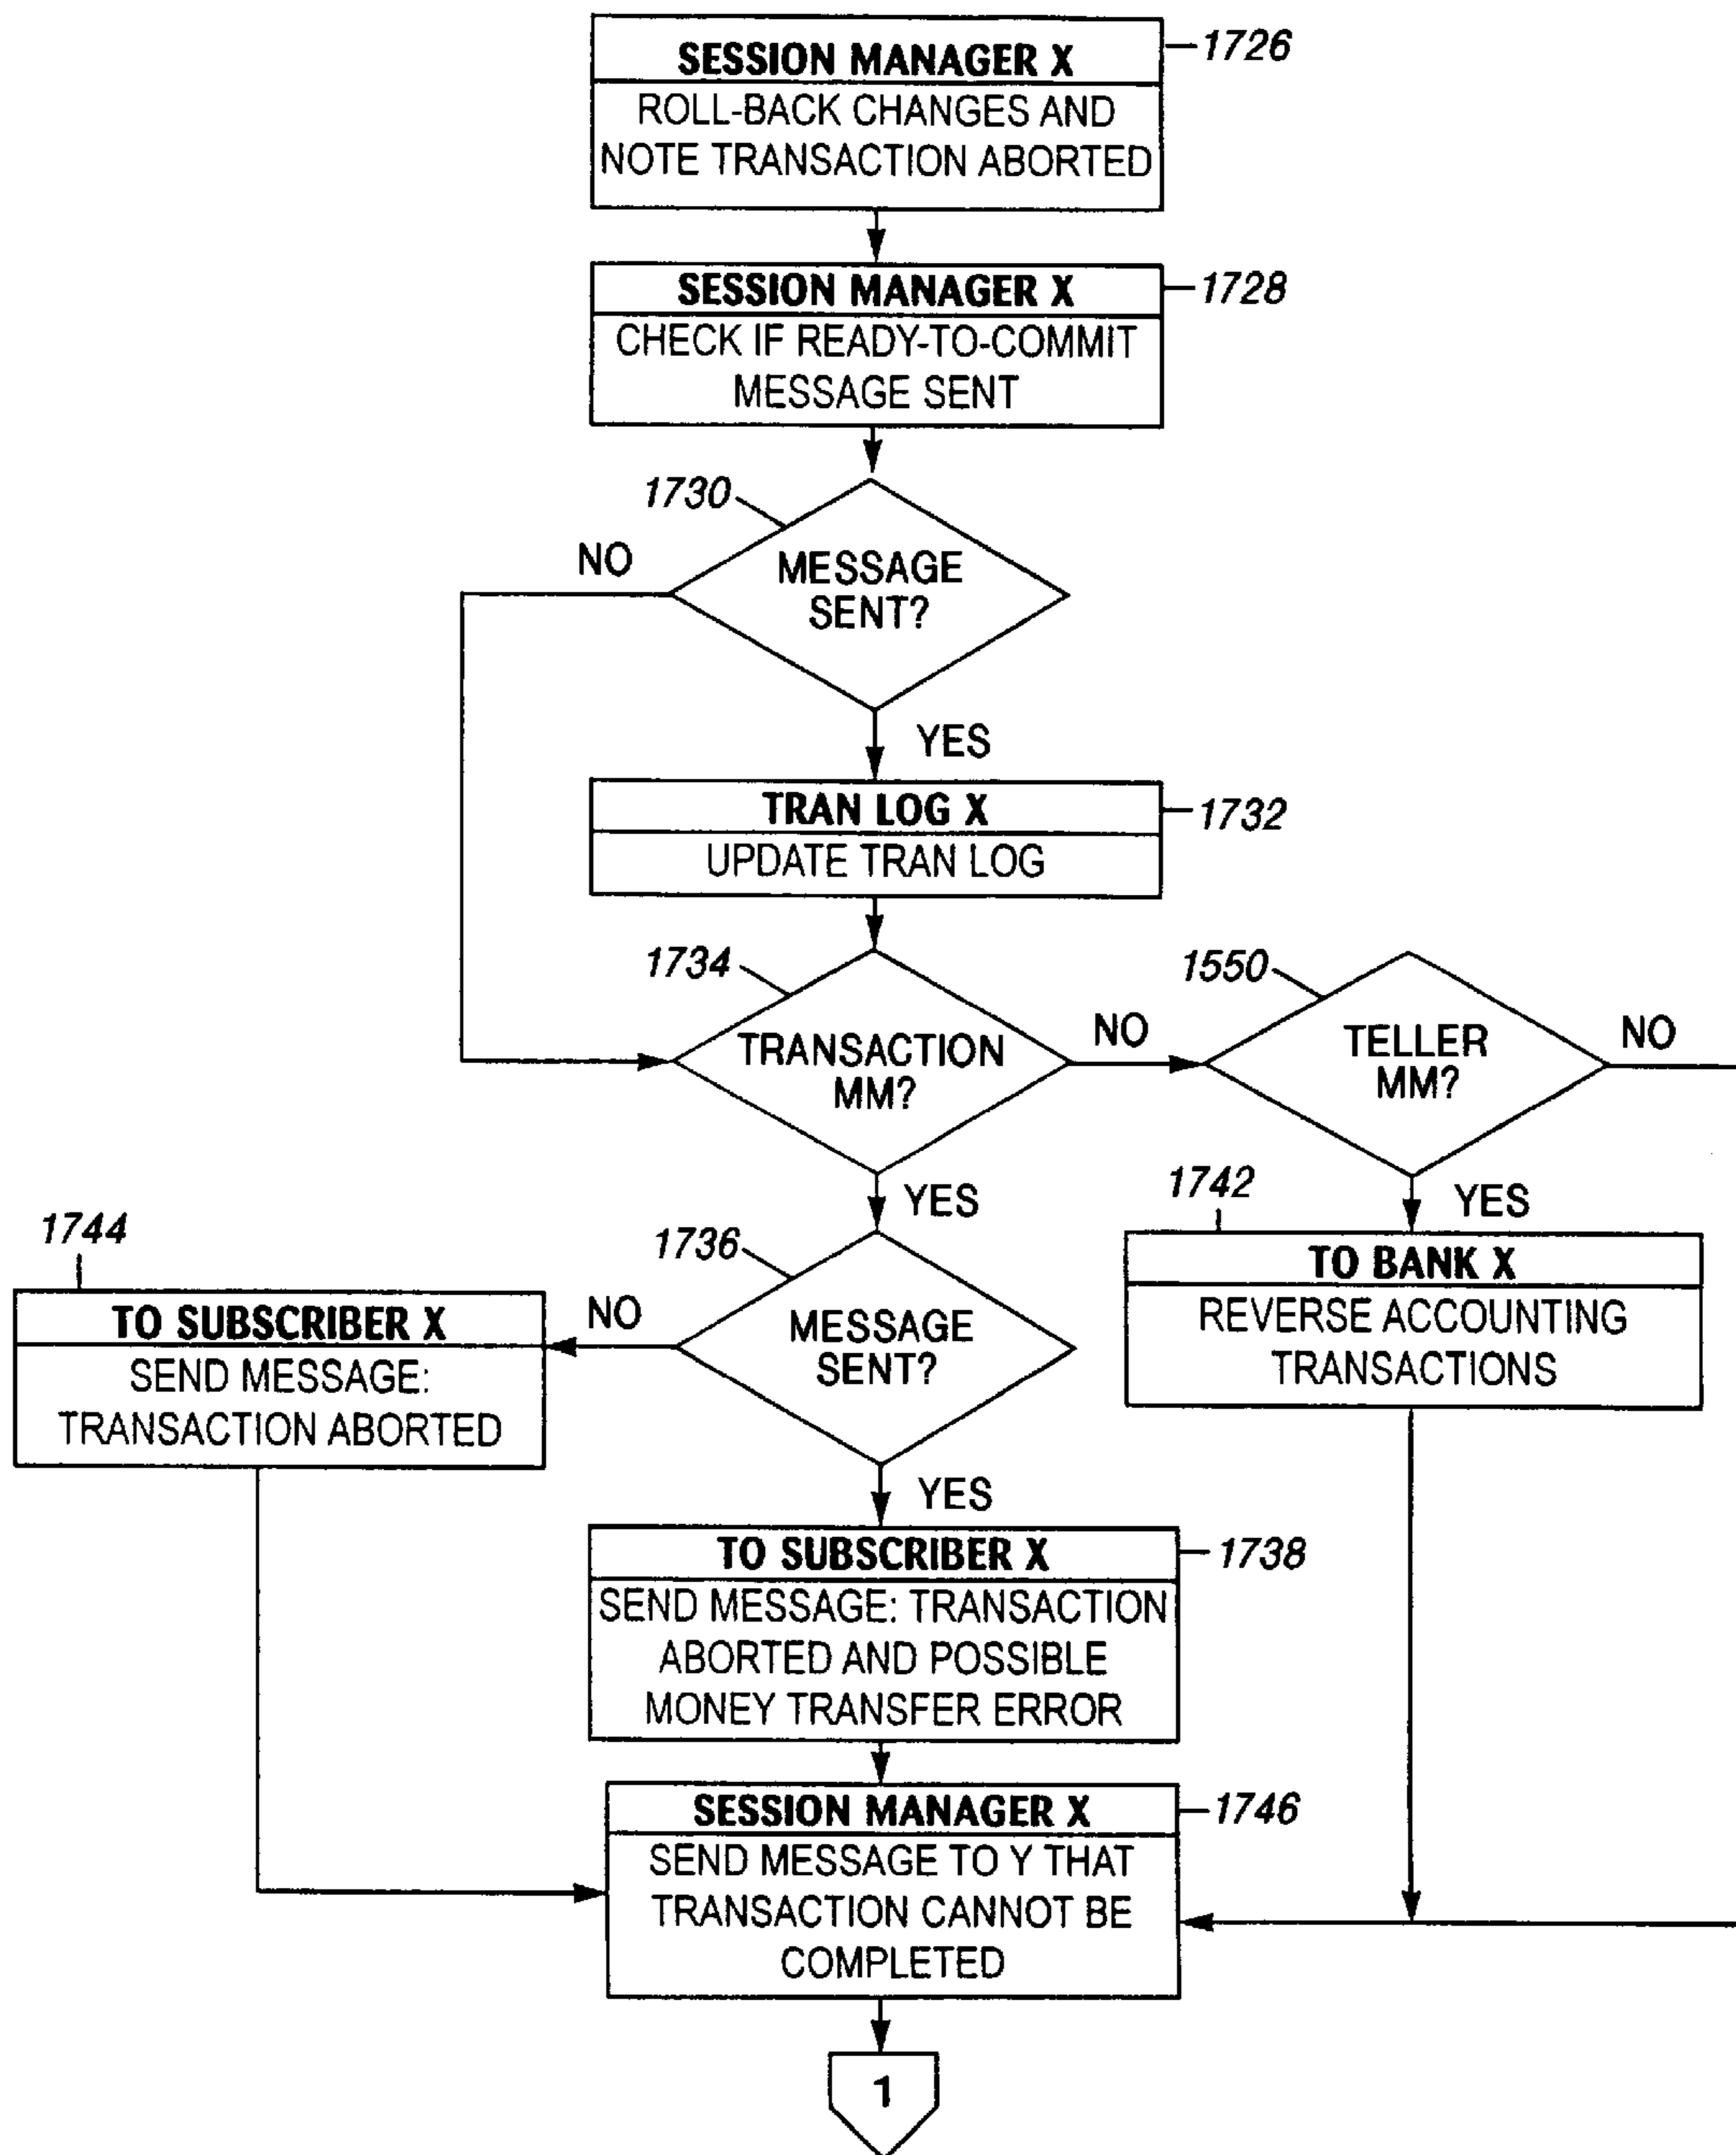 SESSION MANAGER X
1726
ROLL-BACK CHANGES AND
NOTE TRANSACTION ABORTED
SESSION MANAGER X
1728
CHECK IF READY-TO-COMMIT
MESSAGE SENT
1730
NO
MESSAGE
SENT?
YES
TRAN LOG X
1732
UPDATE TRAN LOG
1734
TRANSACTION
MM?
NO
1550
TELLER
MM?
NO
YES
1742
YES
TO BANK X
REVERSE ACCOUNTING
TRANSACTIONS
1736
MESSAGE
SENT?
NO
1744
TO SUBSCRIBER X
SEND MESSAGE:
TRANSACTION ABORTED
YES
TO SUBSCRIBER X
1738
SEND MESSAGE: TRANSACTION
ABORTED AND POSSIBLE
MONEY TRANSFER ERROR
SESSION MANAGER X
1746
SEND MESSAGE TO Y THAT
TRANSACTION CANNOT BE
COMPLETED
1